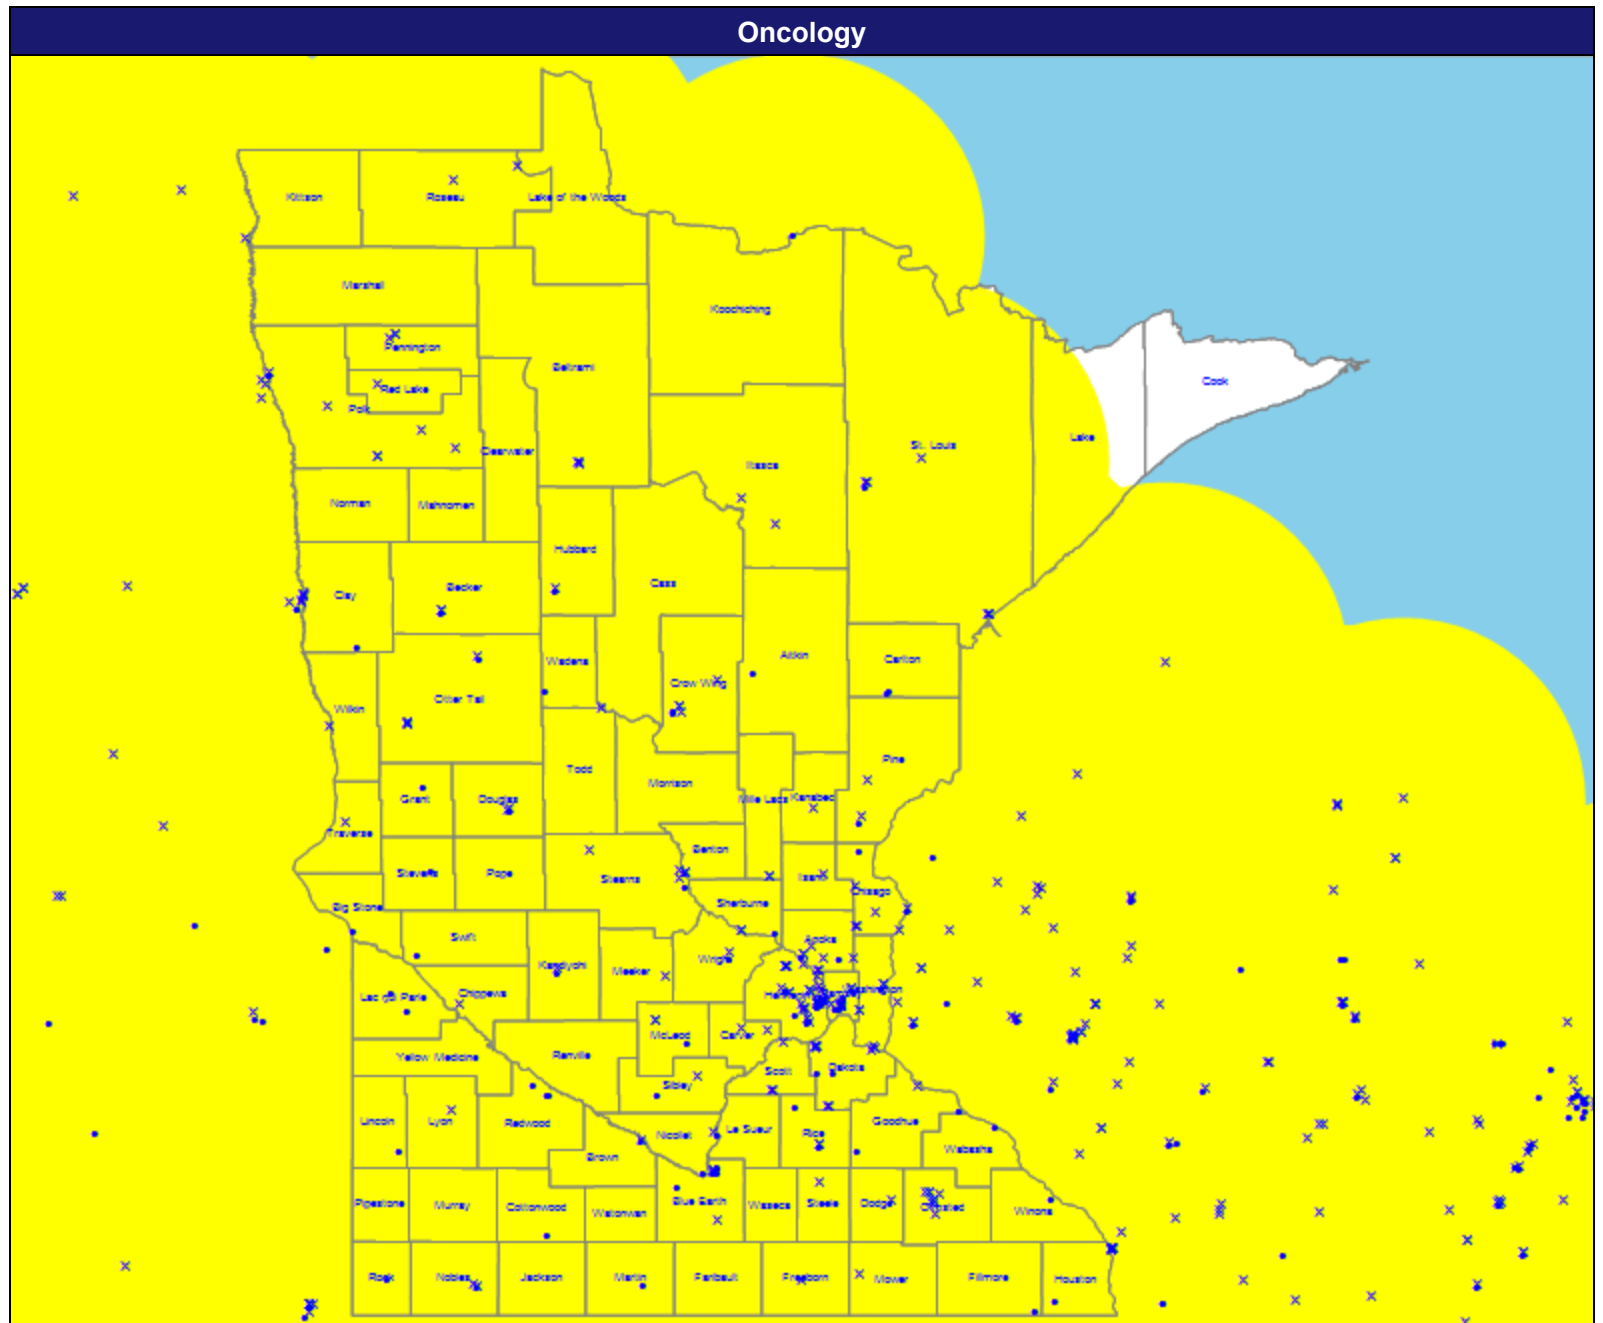 Oncology
Kittson
Roseau
Lake of the Woods
Marshall
Koochiching
Pennington
Beltrami
Red Lake
Polk
Cook
Lake
St. Louis
Clearwater
Itasca
Norman
Mahnomen
Hubbard
Cass
Clay
Becker
Wadena
Aitkin
Carlton
Crow Wing
Otter Tail
Wilkin
Pine
Todd
Morrison
Grant
Douglas
Mille Lacs
Kanabec
Traverse
Benton
Stevens
Pope
Stearns
Isanti
Chisago
Big Stone
Sherburne
Swift
Anoka
Wright
Kandiyohi
Meeker
Chippewa
Lac qui Parle
Washington
McLeod
Carver
Renville
Yellow Medicine
Scott
Dakota
Sibley
Lincoln
Lyon
Redwood
Nicollet
Le Sueur
Rice
Goodhue
Wabasha
Brown
Pipestone
Murray
Cottonwood
Watonwan
Blue Earth
Waseca
Steele
Dodge
Olmsted
Winona
Rock
Nobles
Jackson
Martin
Faribault
Freeborn
Mower
Fillmore
Houston